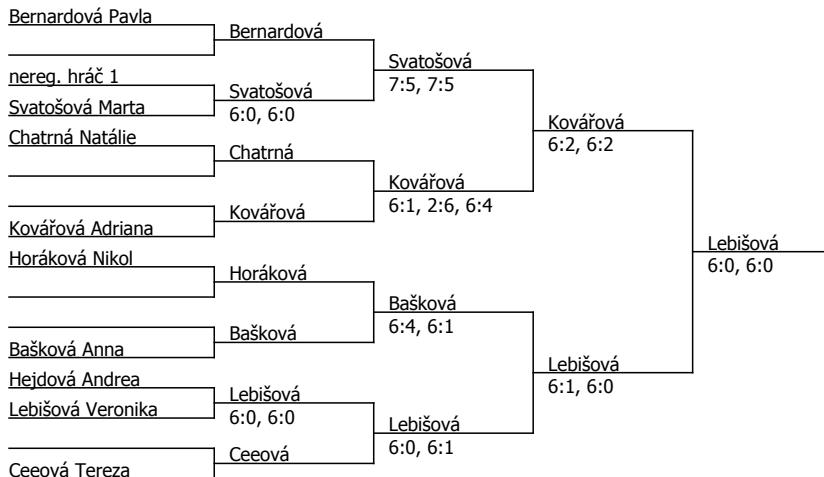 Bernardová Pavla
Bernardová
Svatošová
7:5, 7:5
nereg. hráč 1
Svatošová
6:0, 6:0
Svatošová Marta
Kovářová
6:2, 6:2
Chatrná Natálie
Chatrná
Kovářová
6:1, 2:6, 6:4
Kovářová
Kovářová Adriana
Lebišová
6:0, 6:0
Horáková Nikol
Horáková
Bašková
6:4, 6:1
Bašková
Bašková Anna
Lebišová
6:1, 6:0
Hejdová Andrea
Lebišová
6:0, 6:0
Lebišová Veronika
Lebišová
6:0, 6:1
Ceeová
Ceeová Tereza